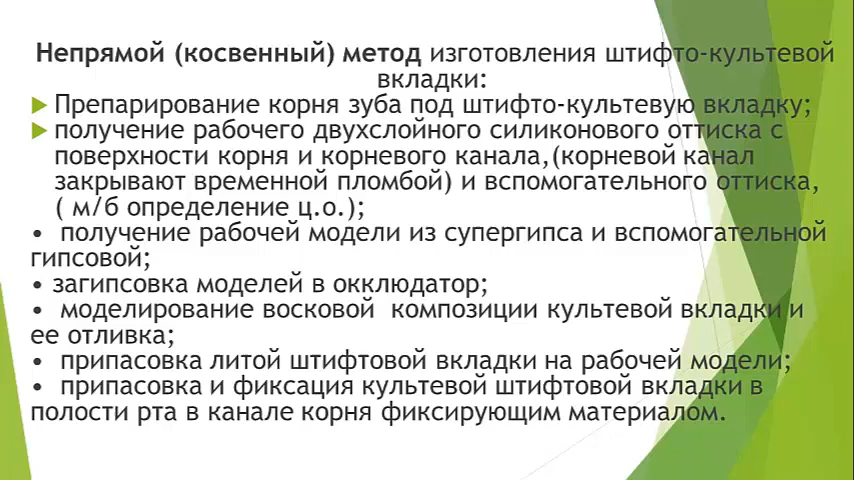 Непрямой (косвенный) метод изготовления штифто-культевой
вкладки:
Препарирование корня зуба под штифто-культевую вкладку;
получение рабочего двухслойного силиконового оттиска с
поверхности корня и корневого канала,(корневой канал
закрывают временной пломбой) и вспомогательного оттиска,
( м/б определение ц.о.);
• получение рабочей модели из супергипса и вспомогательной
гипсовой;
• загипсовка моделей в окклюдатор;
• моделирование восковой композиции культевой вкладки и
ее отливка;
• припасовка литой штифтовой вкладки на рабочей модели;
• припасовка и фиксация культевой штифтовой вкладки в
полости рта в канале корня фиксирующим материалом.